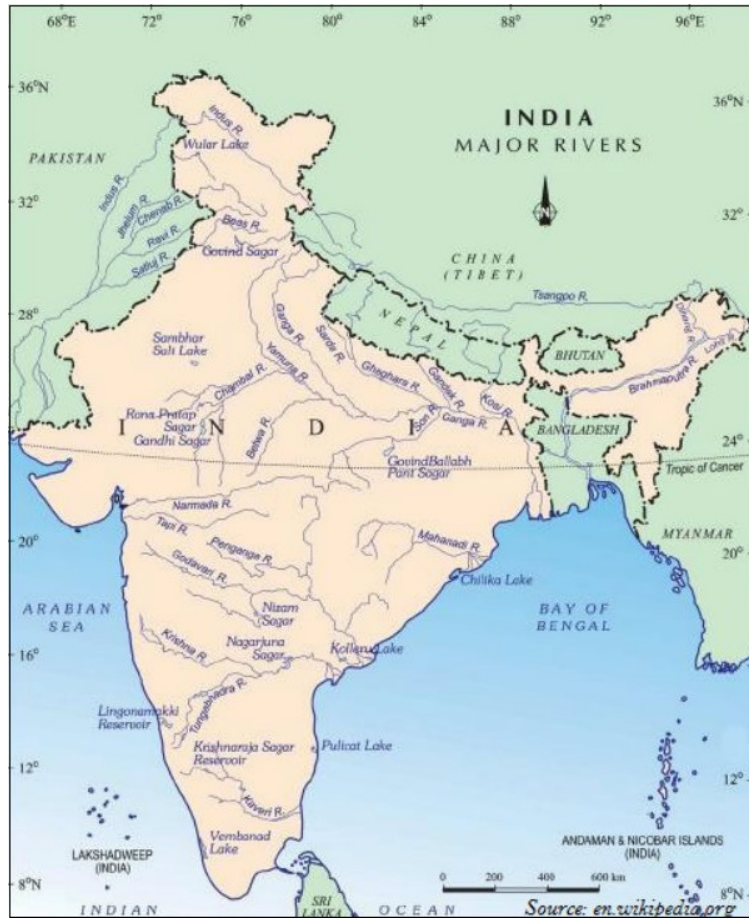 68°E
72°
76°
80°
84°
88°
92°
96°E
36°N
36°N
INDIA
MAJOR RIVERS
N
PAKISTAN
Indus R.
Wular Lake
Indus R.
Jhelum R.
Chenab R.
Ravi R.
Satluj R.
Beas R.
Govind Sagar
32°
32°
CHINA
(TIBET)
Tsangpo R.
28°
28°
NEPAL
BHUTAN
Dibang R.
Lohit R.
Brahmaputra R.
Sambhar
Salt Lake
Ganga R.
Yamuna R.
Sarda R.
Ghaghara R.
Gandak R.
Kosi R.
Chambal R.
Rana Pratap
Sagar
Gandhi Sagar
Betwa R.
Son R.
Ganga R.
INDIA
BANGLADESH
24°
24°
Tropic of Cancer
GovindBallabh
Pant Sagar
Narmada R.
Tapi R.
MYANMAR
20°
20°
Penganga R.
Godavari R.
Mahanadi R.
Chilika Lake
ARABIAN
SEA
BAY OF
BENGAL
Nizam
Sagar
Nagarjuna
Sagar
Kolleru Lake
Krishna R.
16°
16°
Tungabhadra R.
Lingonamakki
Reservoir
Krishnaraja Sagar
Reservoir
Pulicat Lake
12°
12°
Kaveri R.
Vembanad
Lake
LAKSHADWEEP
(INDIA)
ANDAMAN & NICOBAR ISLANDS
(INDIA)
8°N
8°N
0
200
400
600 km
SRI
LANKA
INDIAN OCEAN
Source: en.wikipedia.org